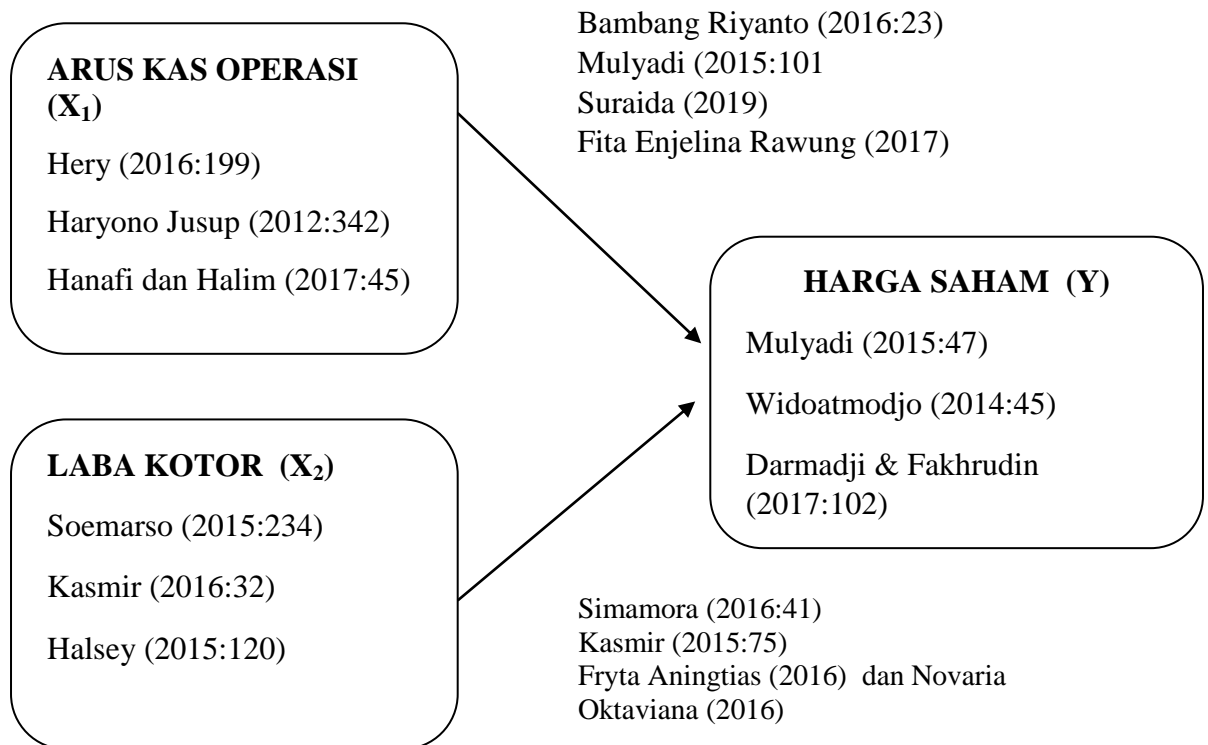 ARUS KAS OPERASI
(X₁)
Hery (2016:199)
Haryono Jusup (2012:342)
Hanafi dan Halim (2017:45)
Bambang Riyanto (2016:23)
Mulyadi (2015:101
Suraida (2019)
Fita Enjelina Rawung (2017)
HARGA SAHAM (Y)
Mulyadi (2015:47)
Widoatmodjo (2014:45)
Darmadji & Fakhrudin
(2017:102)
LABA KOTOR (X₂)
Soemarso (2015:234)
Kasmir (2016:32)
Halsey (2015:120)
Simamora (2016:41)
Kasmir (2015:75)
Fryta Aningtias (2016) dan Novaria
Oktaviana (2016)